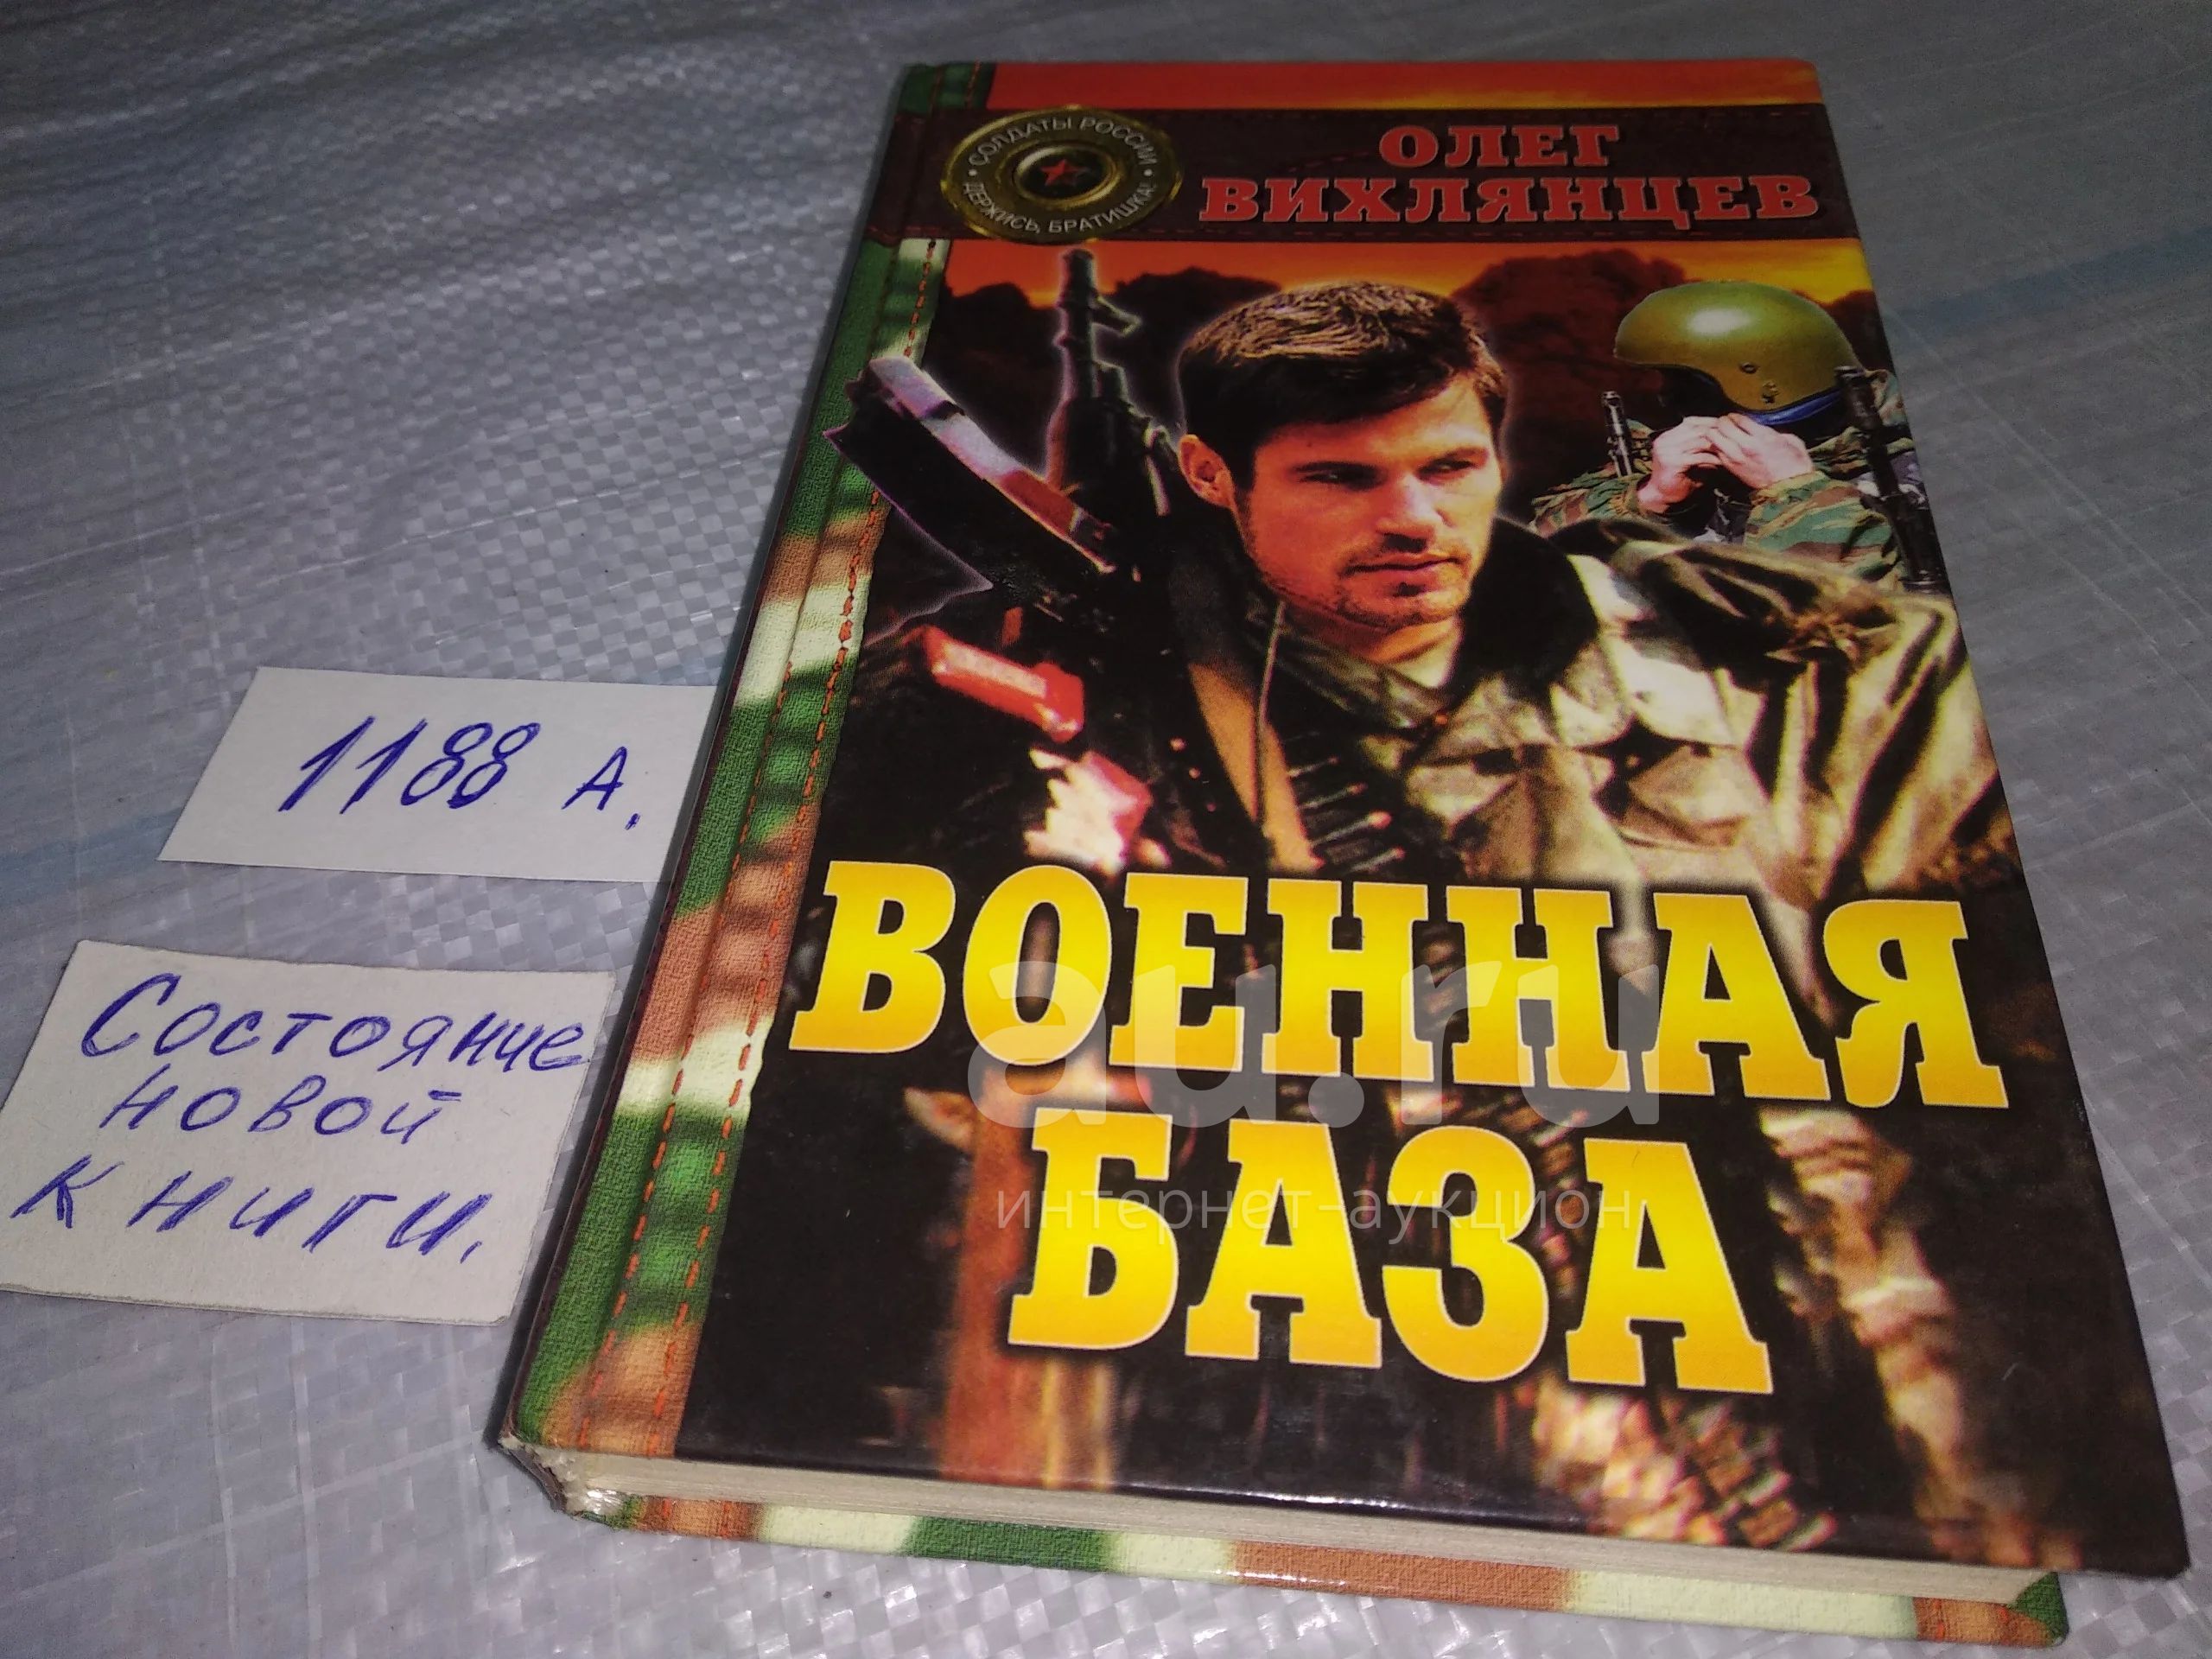 СОЛДАТЫ РОССИИ
ДЕРЖИСЬ, БРАТИШКА!
ОЛЕГ
ВИХЛЯНЦЕВ
1188 А.
ВОЕННАЯ
БАЗА
Состояние
новой
книги.
au.ru
интернет-аукцион